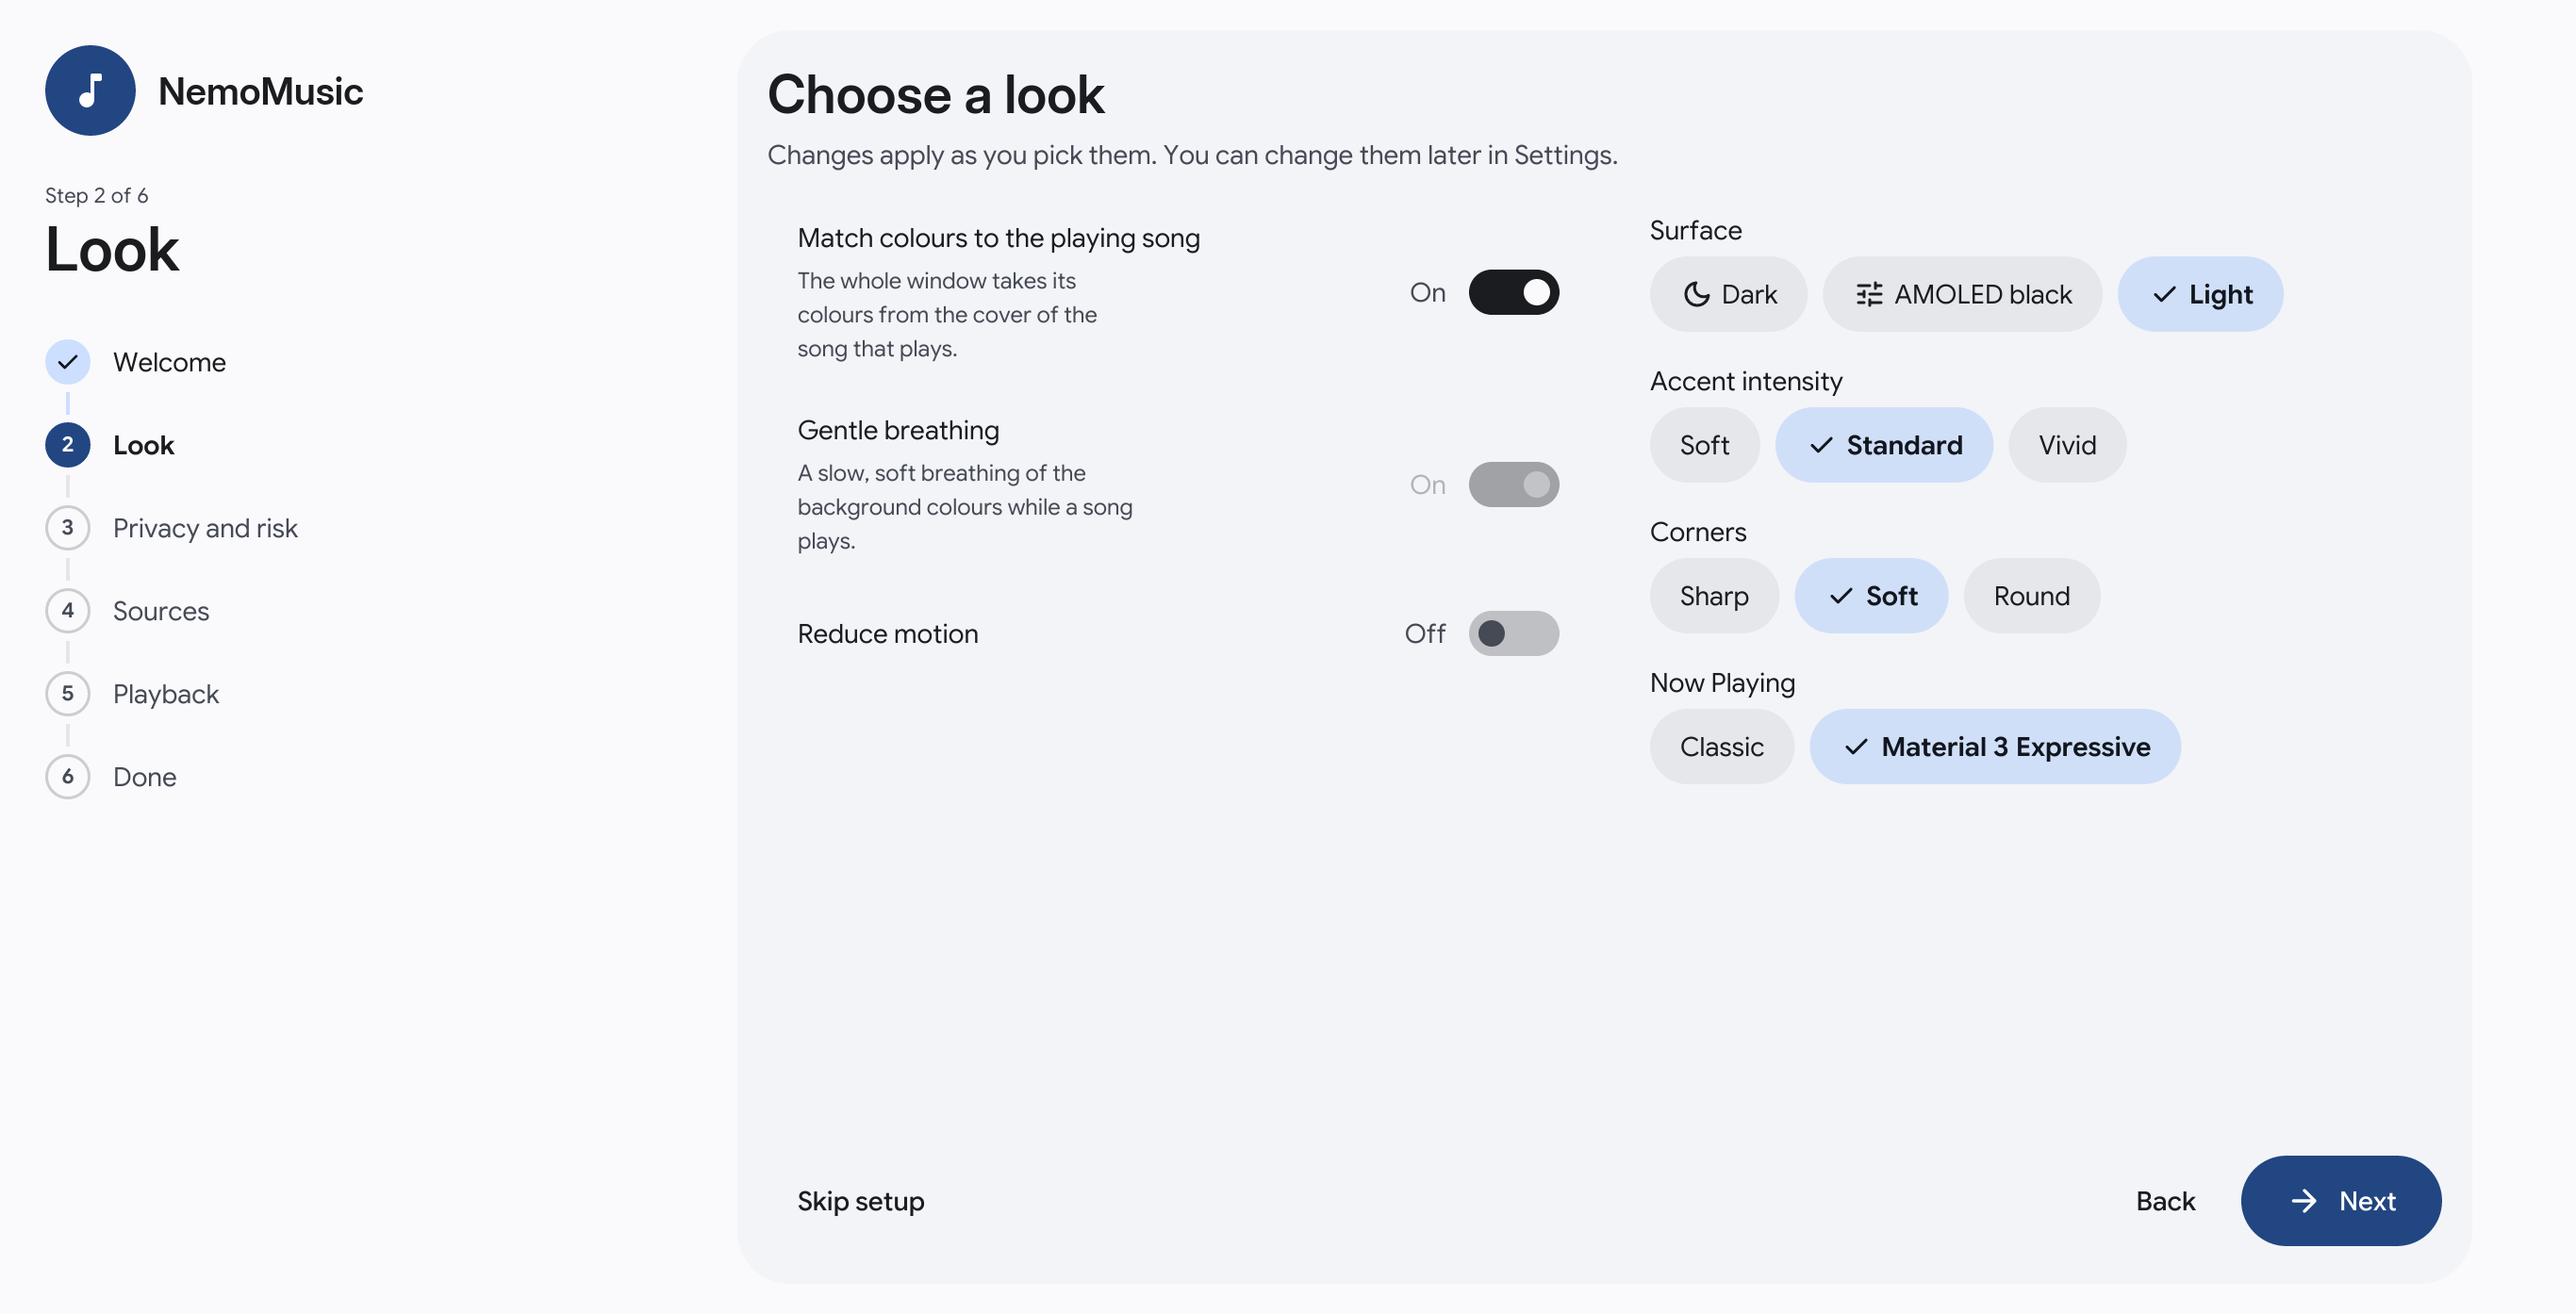 NemoMusic
Step 2 of 6
Look
Welcome
2 Look
3 Privacy and risk
4 Sources
5 Playback
6 Done
Choose a look
Changes apply as you pick them. You can change them later in Settings.
Match colours to the playing song
The whole window takes its
colours from the cover of the
song that plays.
On
Gentle breathing
A slow, soft breathing of the
background colours while a song
plays.
On
Reduce motion
Off
Surface
Dark AMOLED black Light
Accent intensity
Soft Standard Vivid
Corners
Sharp Soft Round
Now Playing
Classic Material 3 Expressive
Skip setup
Back Next